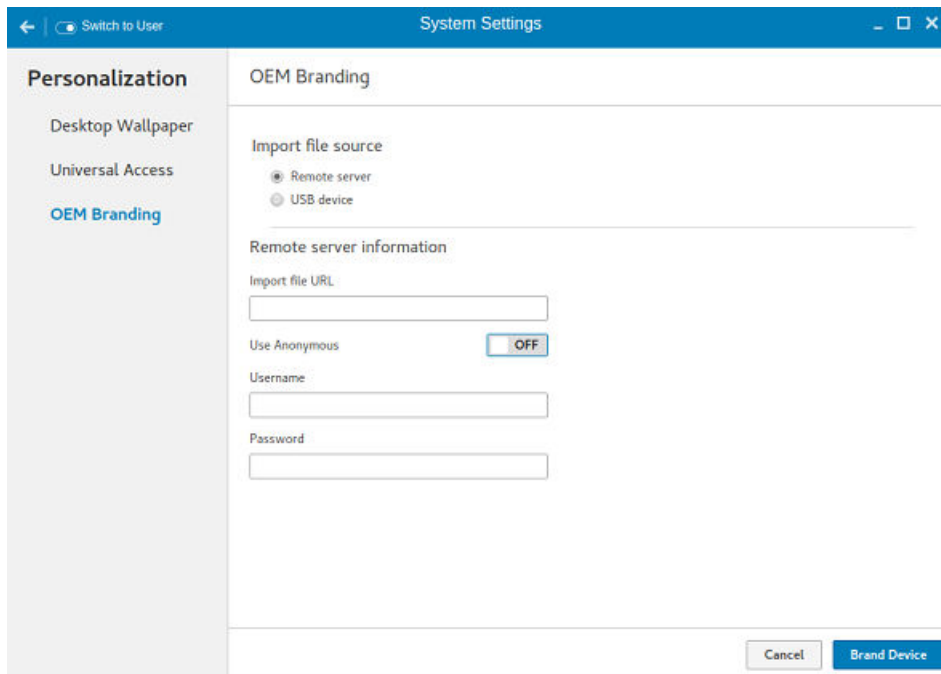 Switch to User
System Settings
Personalization
Desktop Wallpaper
Universal Access
OEM Branding
OEM Branding
Import file source
Remote server
USB device
Remote server information
Import file URL
Use Anonymous OFF
Username
Password
Cancel
Brand Device